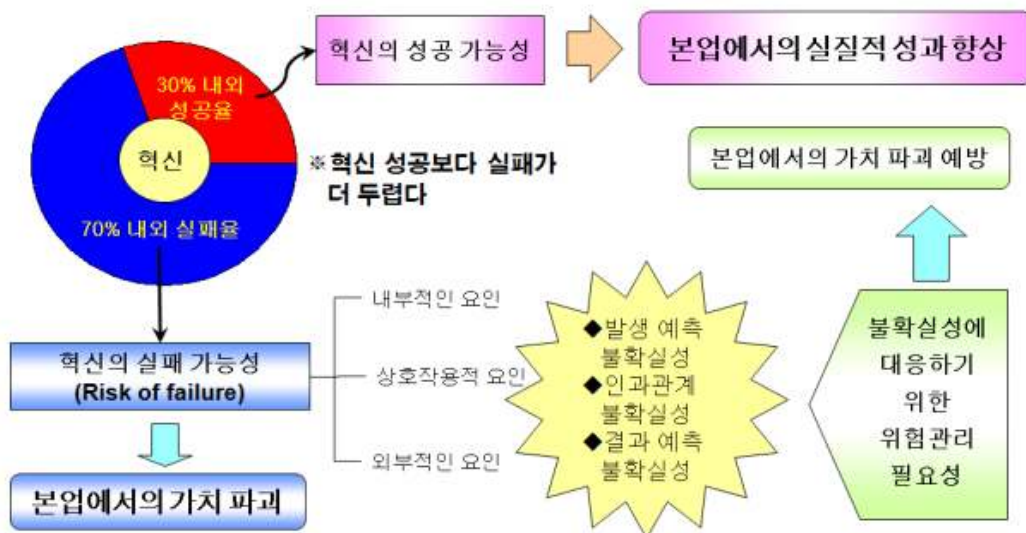 30% 내외
성공율
혁신
70% 내외 실패율
혁신의 성공 가능성
본업에서의 실질적 성과 향상
※ 혁신 성공보다 실패가
더 두렵다
혁신의 실패 가능성
(Risk of failure)
본업에서의 가치 파괴
내부적인 요인
상호작용적 요인
외부적인 요인
◆발생 예측
불확실성
◆인과관계
불확실성
◆결과 예측
불확실성
불확실성에
대응하기
위한
위험관리
필요성
본업에서의 가치 파괴 예방